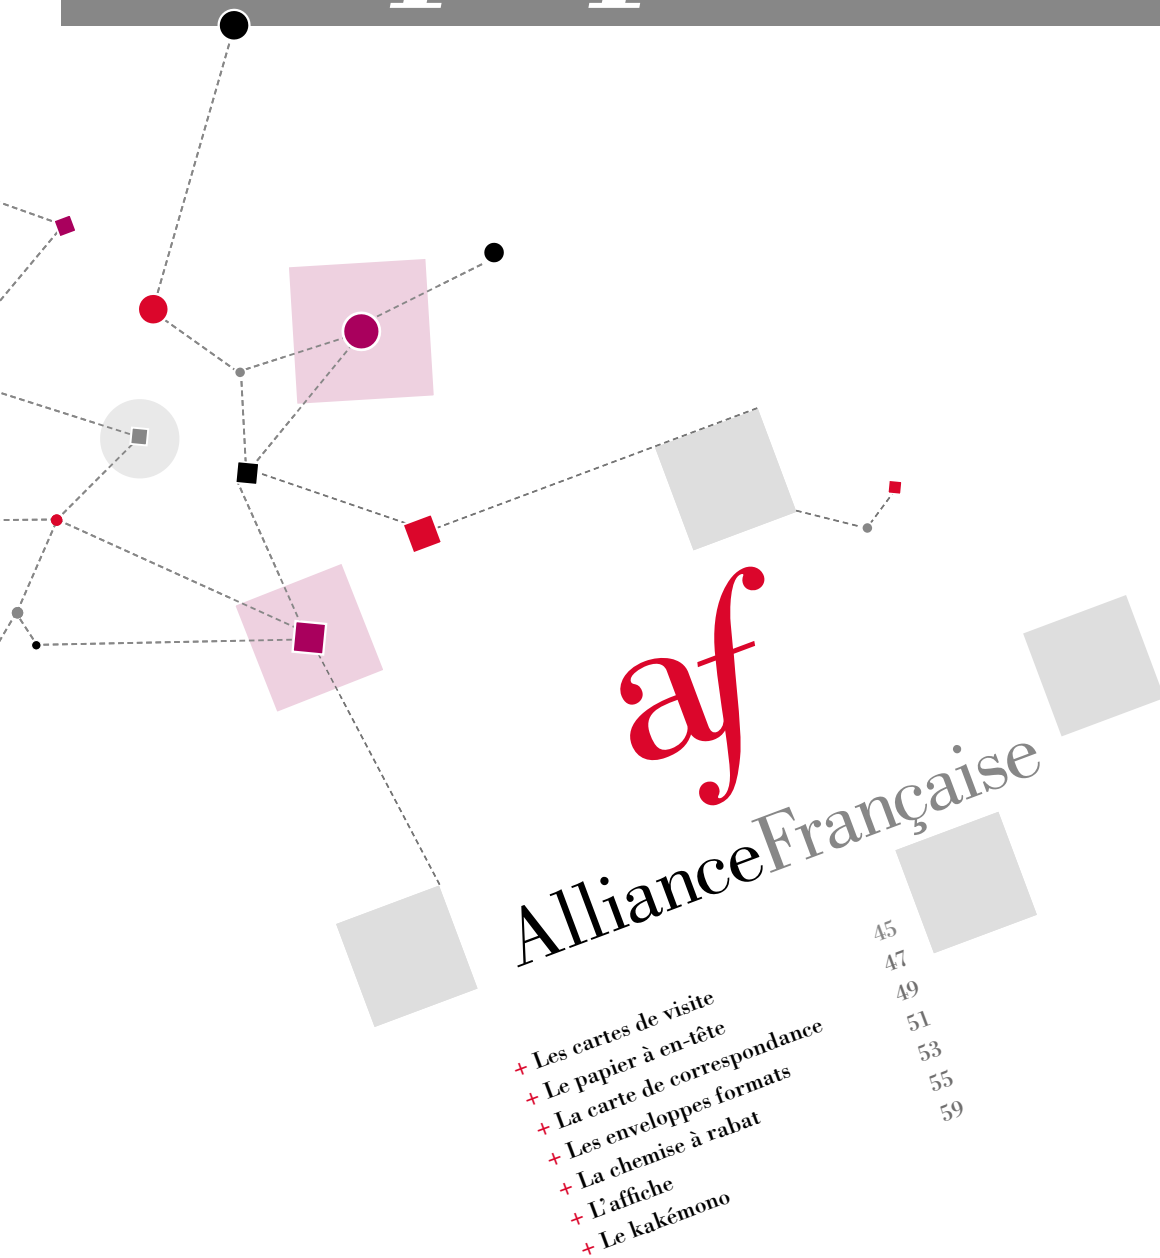 af
AllianceFrançaise
+ Les cartes de visite 45
+ Le papier à en-tête 47
+ La carte de correspondance 49
+ Les enveloppes formats 51
+ La chemise à rabat 53
+ L'affiche 55
+ Le kakémono 59